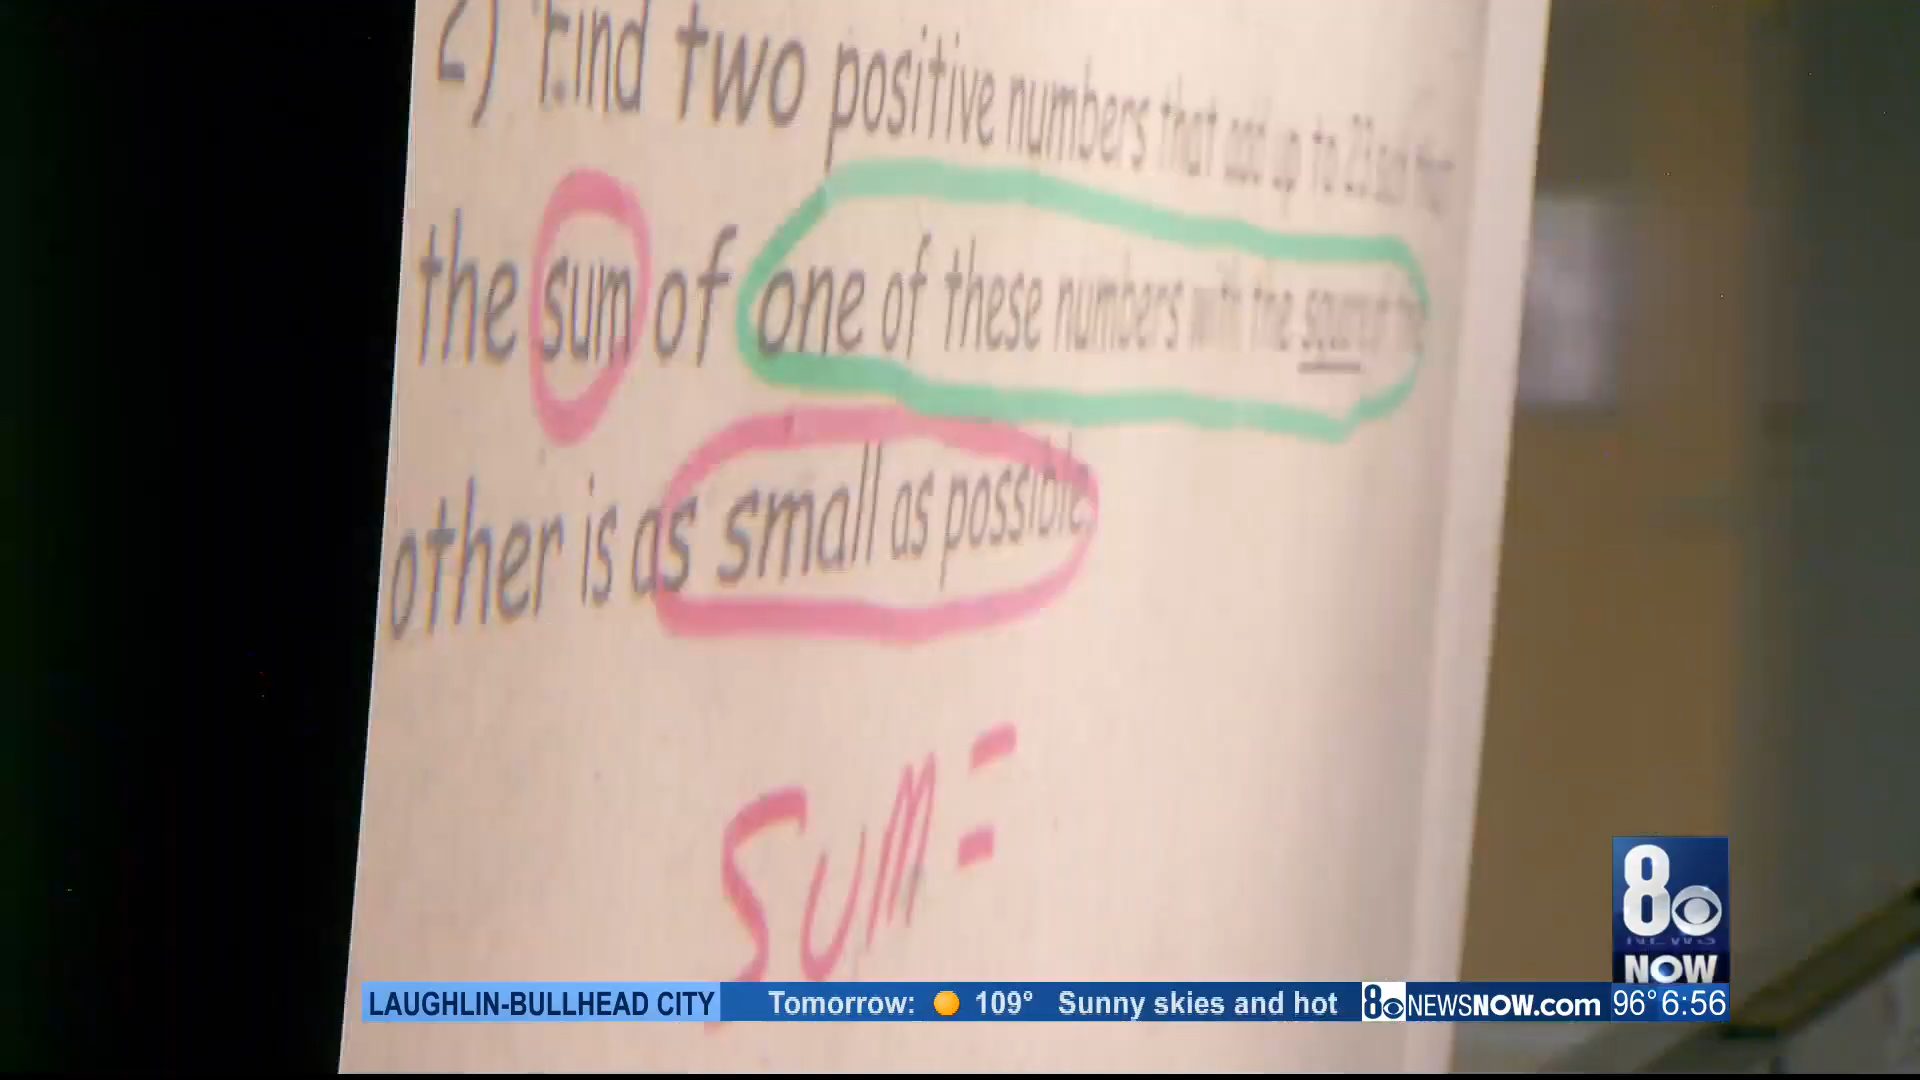 2) Find two positive numbers that add up to 23 such that
the sum of one of these numbers with the square of the
other is as small as possible.
SUM =
8
NEWS
NOW
LAUGHLIN-BULLHEAD CITY Tomorrow: 109° Sunny skies and hot 8 NEWSNOW.com 96° 6:56